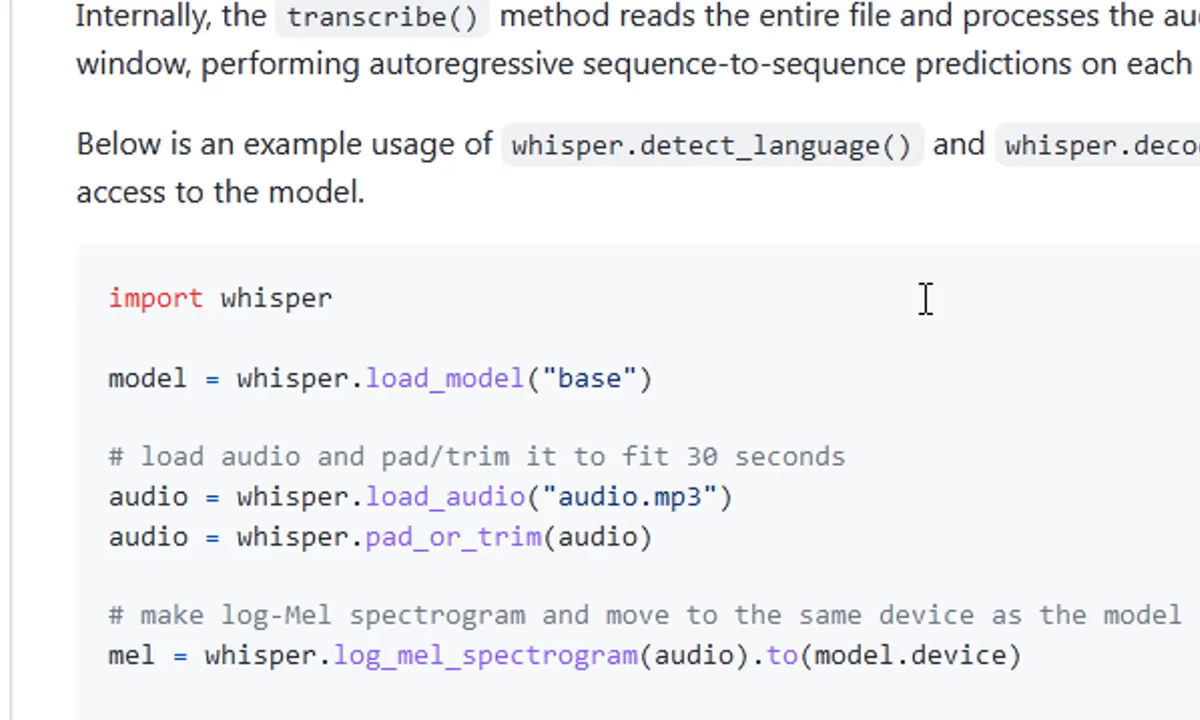 Internally, the transcribe() method reads the entire file and processes the
window, performing autoregressive sequence-to-sequence predictions on each
Below is an example usage of whisper.detect_language() and
access to the model.
import whisper
model = whisper.load_model("base")
# load audio and pad/trim it to fit 30 seconds
audio = whisper.load_audio("audio.mp3")
audio = whisper.pad_or_trim(audio)
# make log-Mel spectrogram and move to the same device as the model
mel = whisper.log_mel_spectrogram(audio).to(model.device)